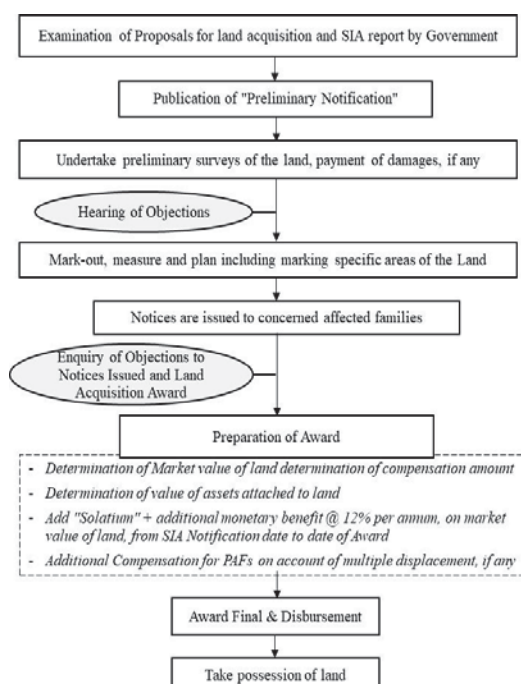 Examination of Proposals for land acquisition and SIA report by Government
Publication of "Preliminary Notification"
Undertake preliminary surveys of the land, payment of damages, if any
Hearing of Objections
Mark-out, measure and plan including marking specific areas of the Land
Notices are issued to concerned affected families
Enquiry of Objections to
Notices Issued and Land
Acquisition Award
Preparation of Award
- Determination of Market value of land determination of compensation amount
- Determination of value of assets attached to land
- Add "Solatium" + additional monetary benefit @ 12% per annum, on market
value of land, from SIA Notification date to date of Award
- Additional Compensation for PAFs on account of multiple displacement, if any
Award Final & Disbursement
Take possession of land